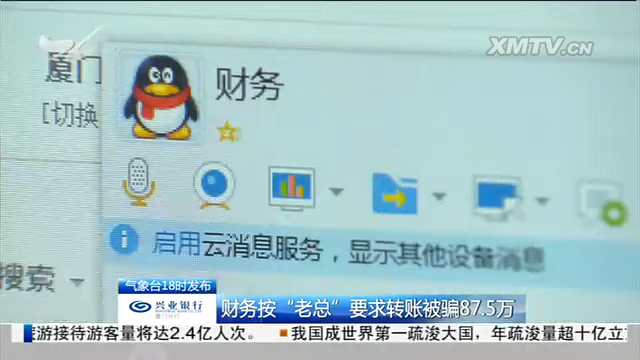 XMTV.CN
厦门
财务
[切换
启用云消息服务，显示其他设备消息
搜索
气象台18时发布
兴业银行
财务按“老总”要求转账被骗87.5万
游接待游客量将达2.4亿人次。 ■我国成世界第一疏浚大国，年疏浚量超十亿立